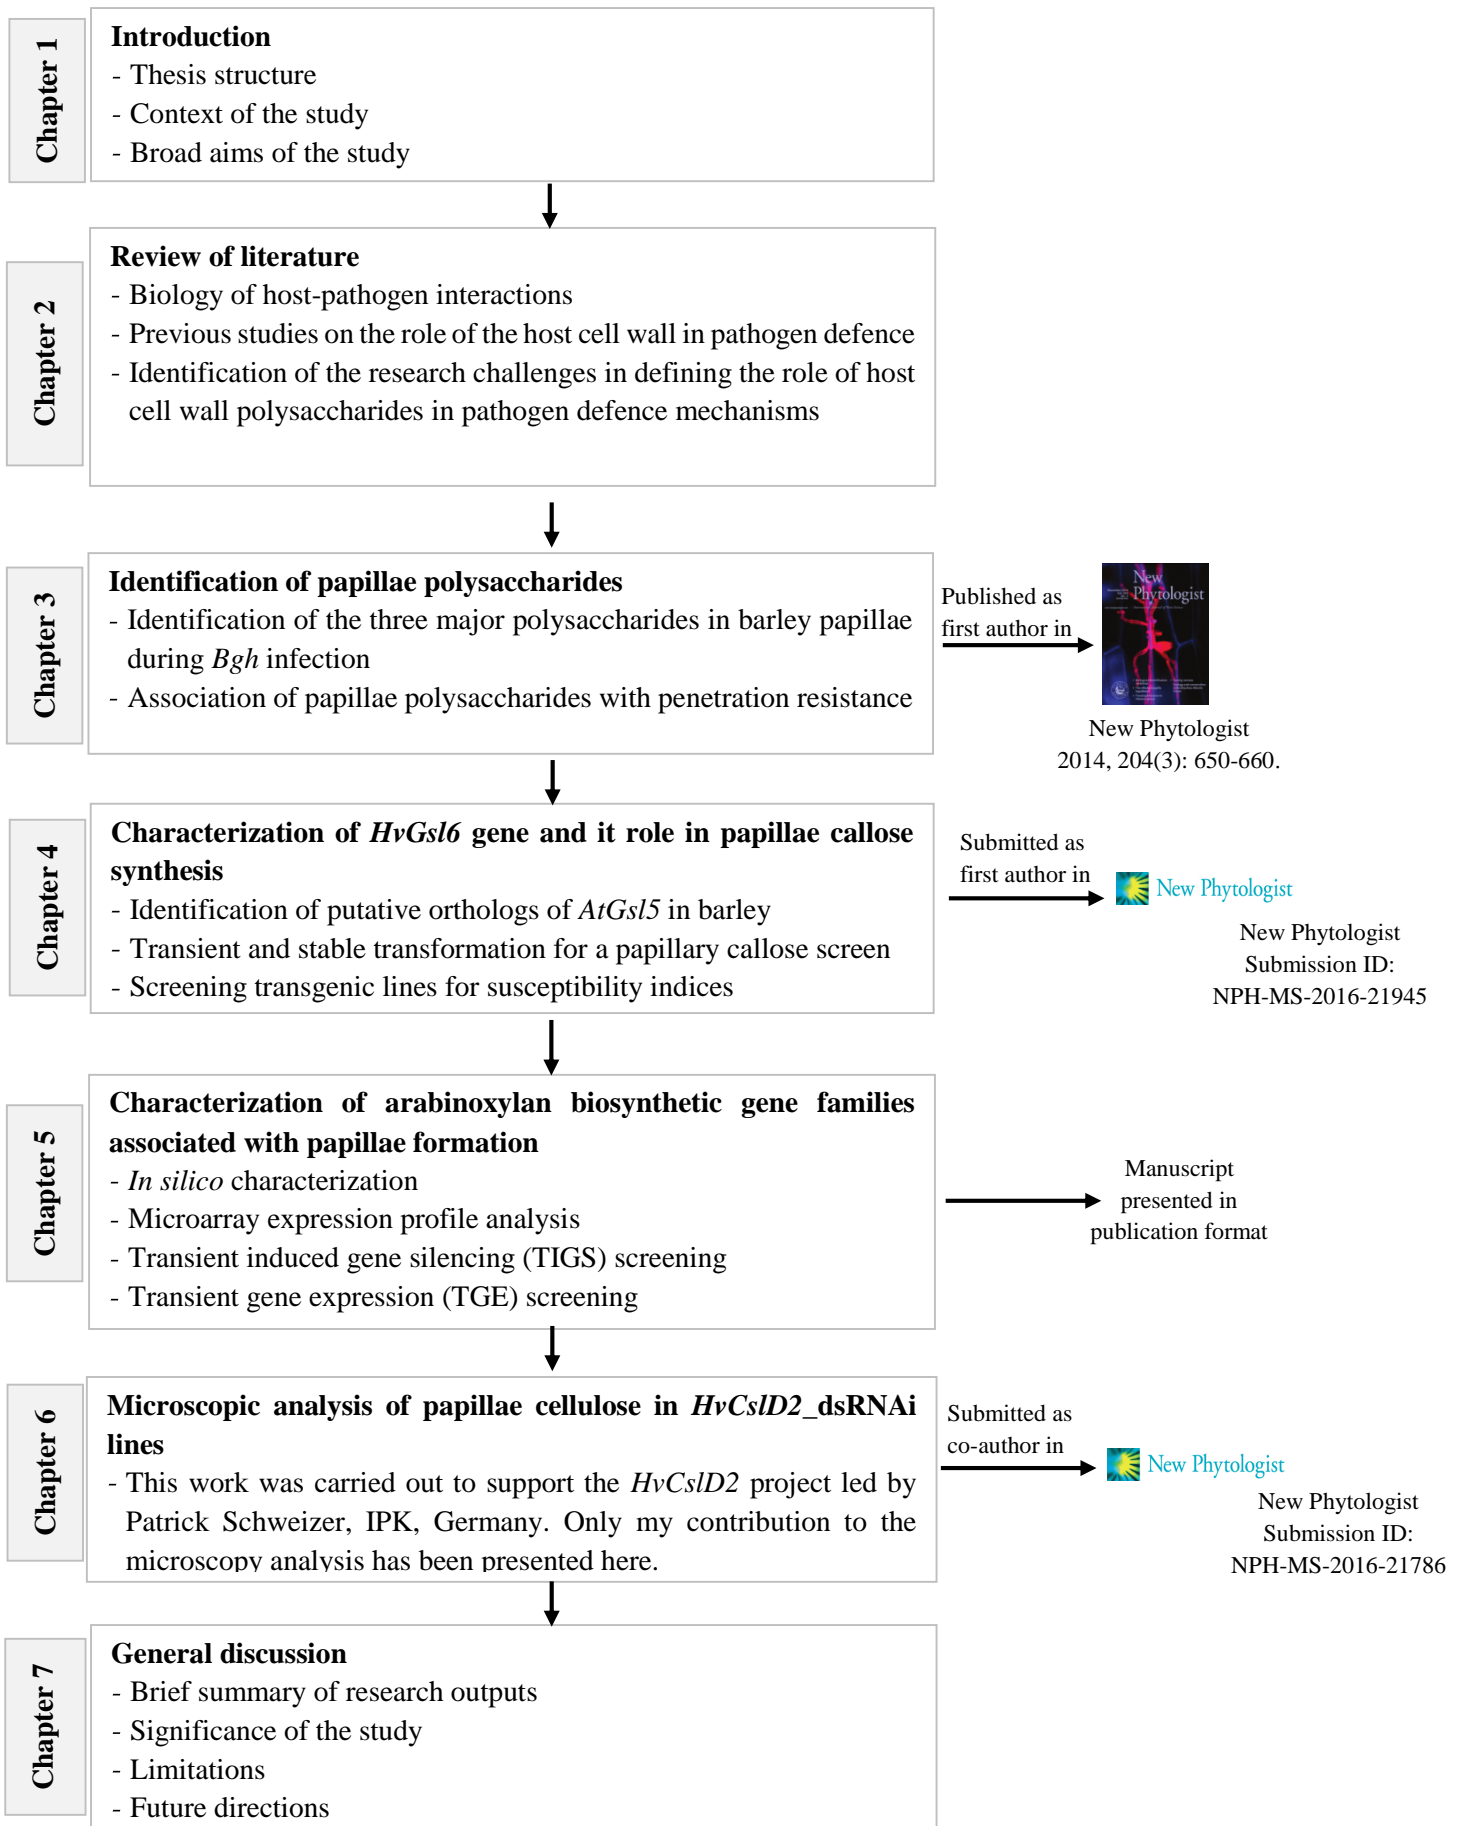 Chapter 1
Introduction
- Thesis structure
- Context of the study
- Broad aims of the study
Chapter 2
Review of literature
- Biology of host-pathogen interactions
- Previous studies on the role of the host cell wall in pathogen defence
- Identification of the research challenges in defining the role of host
cell wall polysaccharides in pathogen defence mechanisms
Chapter 3
Identification of papillae polysaccharides
- Identification of the three major polysaccharides in barley papillae
during Bgh infection
- Association of papillae polysaccharides with penetration resistance
Published as
first author in
New
Phytologist
New Phytologist
2014, 204(3): 650-660.
Chapter 4
Characterization of HvGsl6 gene and it role in papillae callose
synthesis
- Identification of putative orthologs of AtGsl5 in barley
- Transient and stable transformation for a papillary callose screen
- Screening transgenic lines for susceptibility indices
Submitted as
first author in
New Phytologist
New Phytologist
Submission ID:
NPH-MS-2016-21945
Chapter 5
Characterization of arabinoxylan biosynthetic gene families
associated with papillae formation
- In silico characterization
- Microarray expression profile analysis
- Transient induced gene silencing (TIGS) screening
- Transient gene expression (TGE) screening
Manuscript
presented in
publication format
Chapter 6
Microscopic analysis of papillae cellulose in HvCslD2_dsRNAi
lines
- This work was carried out to support the HvCslD2 project led by
Patrick Schweizer, IPK, Germany. Only my contribution to the
microscopy analysis has been presented here.
Submitted as
co-author in
New Phytologist
New Phytologist
Submission ID:
NPH-MS-2016-21786
Chapter 7
General discussion
- Brief summary of research outputs
- Significance of the study
- Limitations
- Future directions